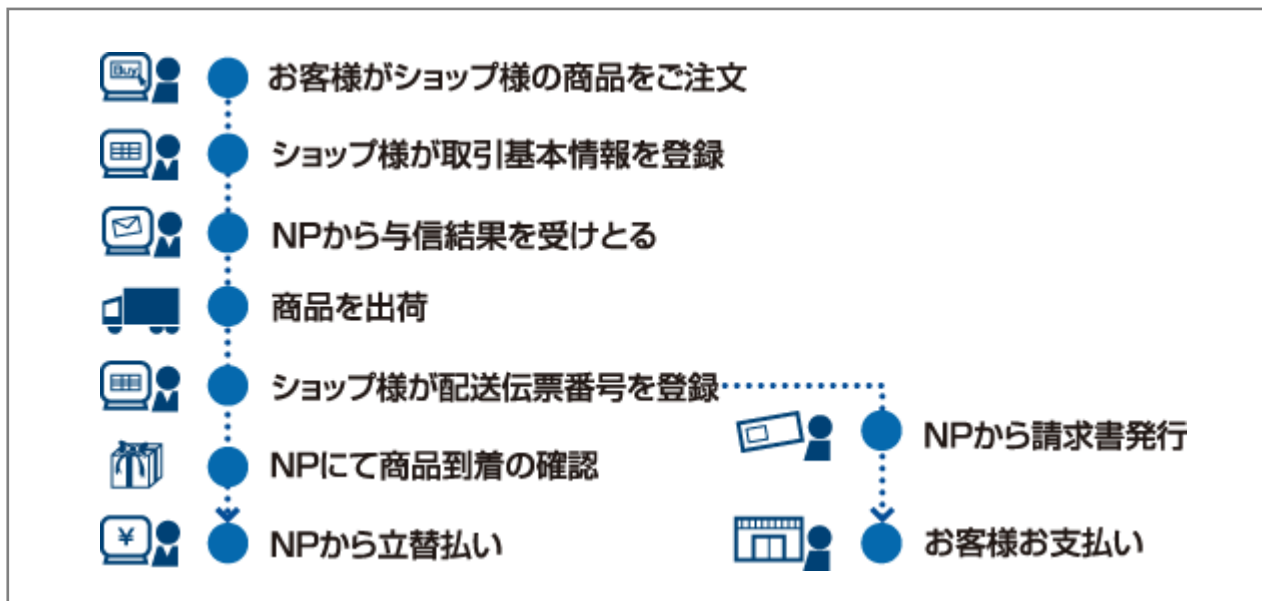 Buy
お客様がショップ様の商品をご注文
ショップ様が取引基本情報を登録
NPから与信結果を受けとる
商品を出荷
ショップ様が配送伝票番号を登録
NPから請求書発行
NPにて商品到着の確認
¥
NPから立替払い
お客様お支払い